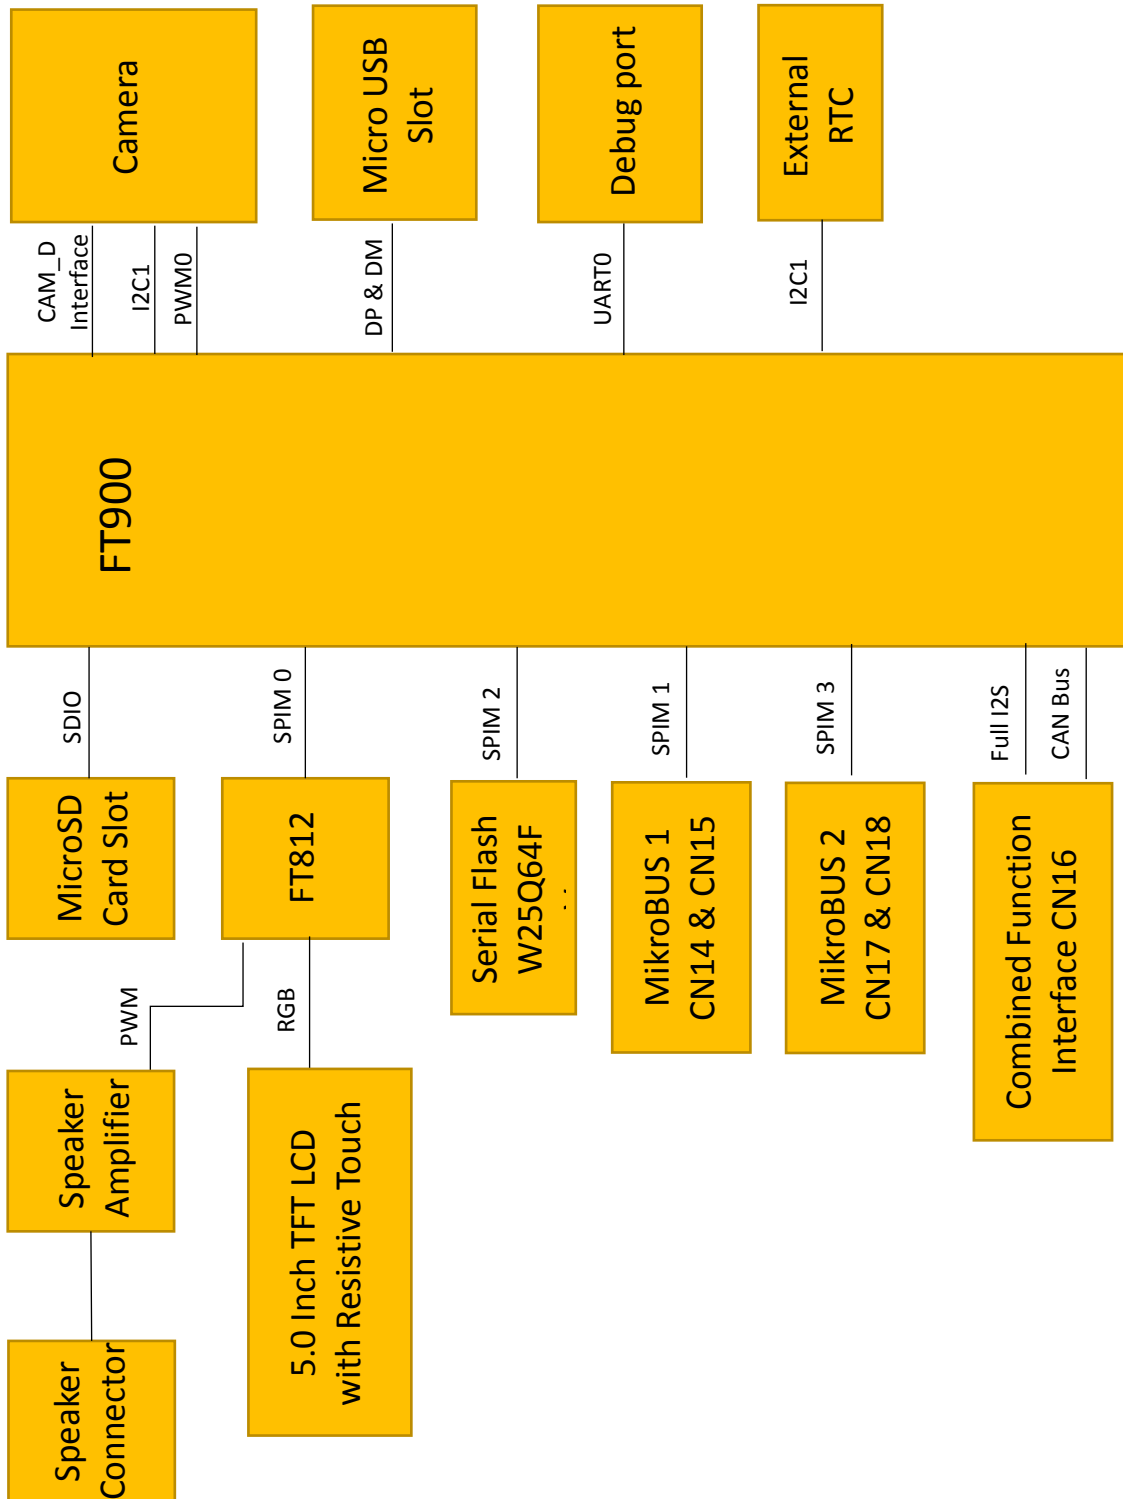 Speaker
Connector
Speaker
Amplifier
PWM
MicroSD
Card Slot
SDIO
FT900
CAM_D
Interface
I2C1
PWM0
Camera
5.0 Inch TFT LCD
with Resistive Touch
RGB
FT812
SPIM 0
DP & DM
Micro USB
Slot
Serial Flash
W25Q64F
SPIM 2
UART0
Debug port
MikroBUS 1
CN14 & CN15
SPIM 1
I2C1
External
RTC
MikroBUS 2
CN17 & CN18
SPIM 3
Combined Function
Interface CN16
Full I2S
CAN Bus